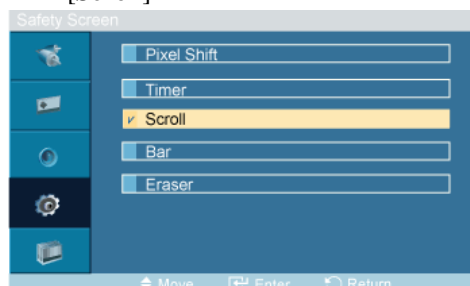 Safety Screen
Pixel Shift
Timer
Scroll
Bar
Eraser
Move Enter Return